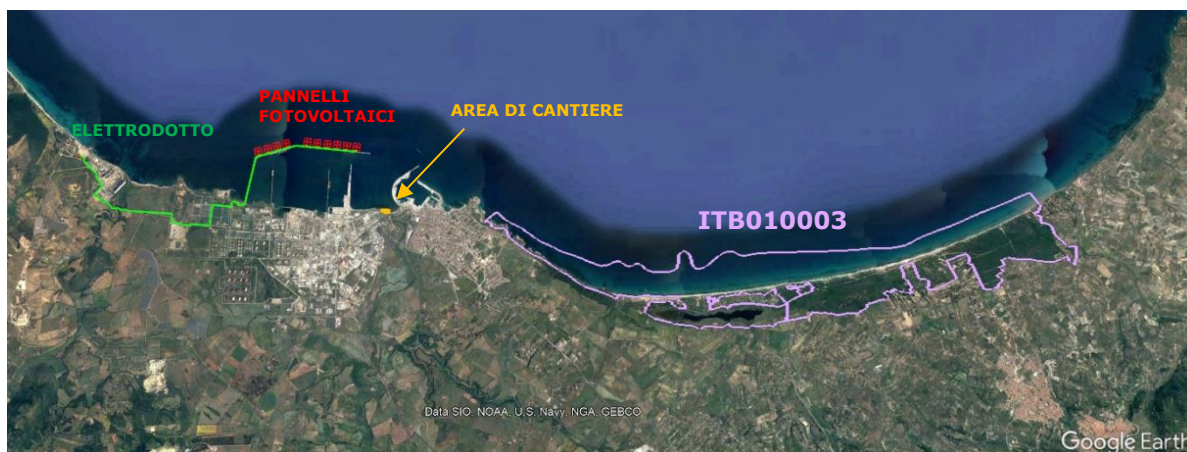 PANNELLI
FOTOVOLTAICI
AREA DI CANTIERE
ELETTRODOTTO
ITB010003
Data SIO, NOAA, U.S. Navy, NGA, GEBCO
Google Earth